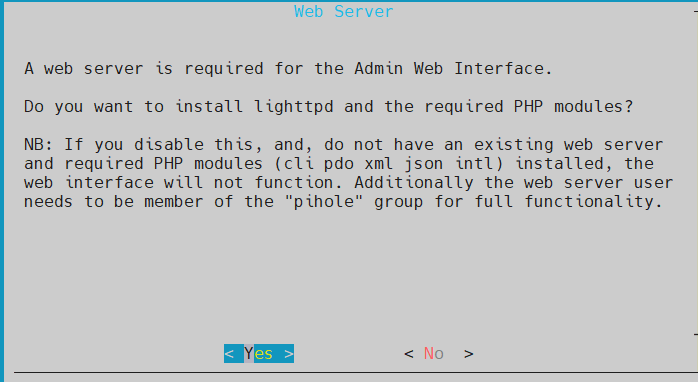 Web Server
A web server is required for the Admin Web Interface.
Do you want to install lighttpd and the required PHP modules?
NB: If you disable this, and, do not have an existing web server
and required PHP modules (cli pdo xml json intl) installed, the
web interface will not function. Additionally the web server user
needs to be member of the "pihole" group for full functionality.
< Yes > < No >